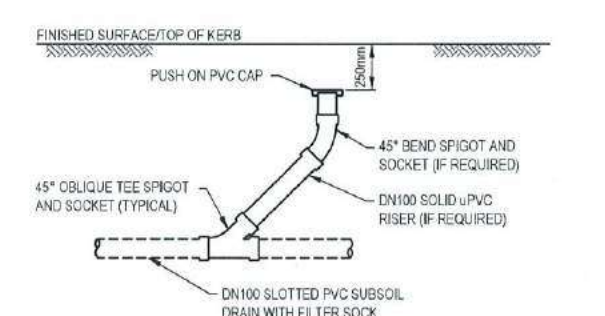 FINISHED SURFACE/TOP OF KERB
PUSH ON PVC CAP
250mm
45° BEND SPIGOT AND
SOCKET (IF REQUIRED)
45° OBLIQUE TEE SPIGOT
AND SOCKET (TYPICAL)
DN100 SOLID uPVC
RISER (IF REQUIRED)
DN100 SLOTTED PVC SUBSOIL
DRAIN WITH FILTER SOCK